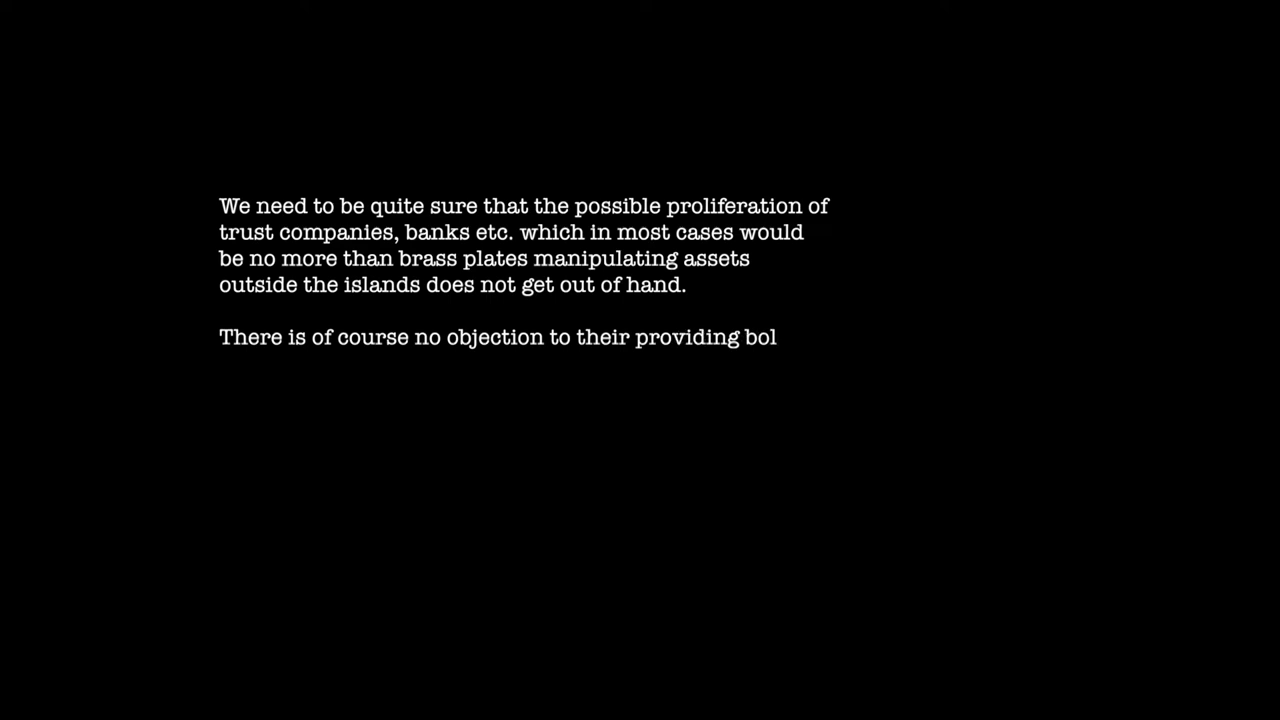 We need to be quite sure that the possible proliferation of
trust companies, banks etc. which in most cases would
be no more than brass plates manipulating assets
outside the islands does not get out of hand.
There is of course no objection to their providing bol